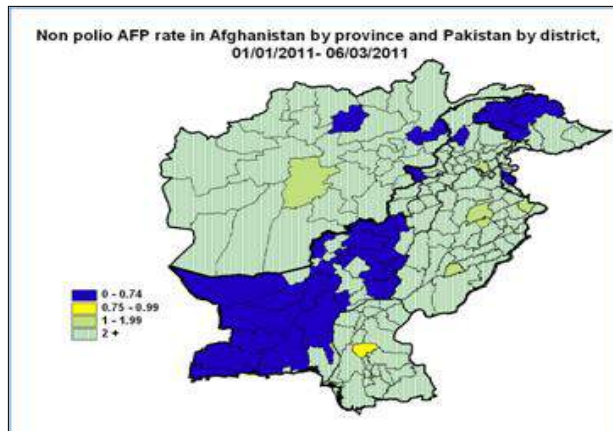 Non polio AFP rate in Afghanistan by province and Pakistan by district,
01/01/2011- 06/03/2011
0 - 0.74
0.75 - 0.99
1 - 1.99
2 +